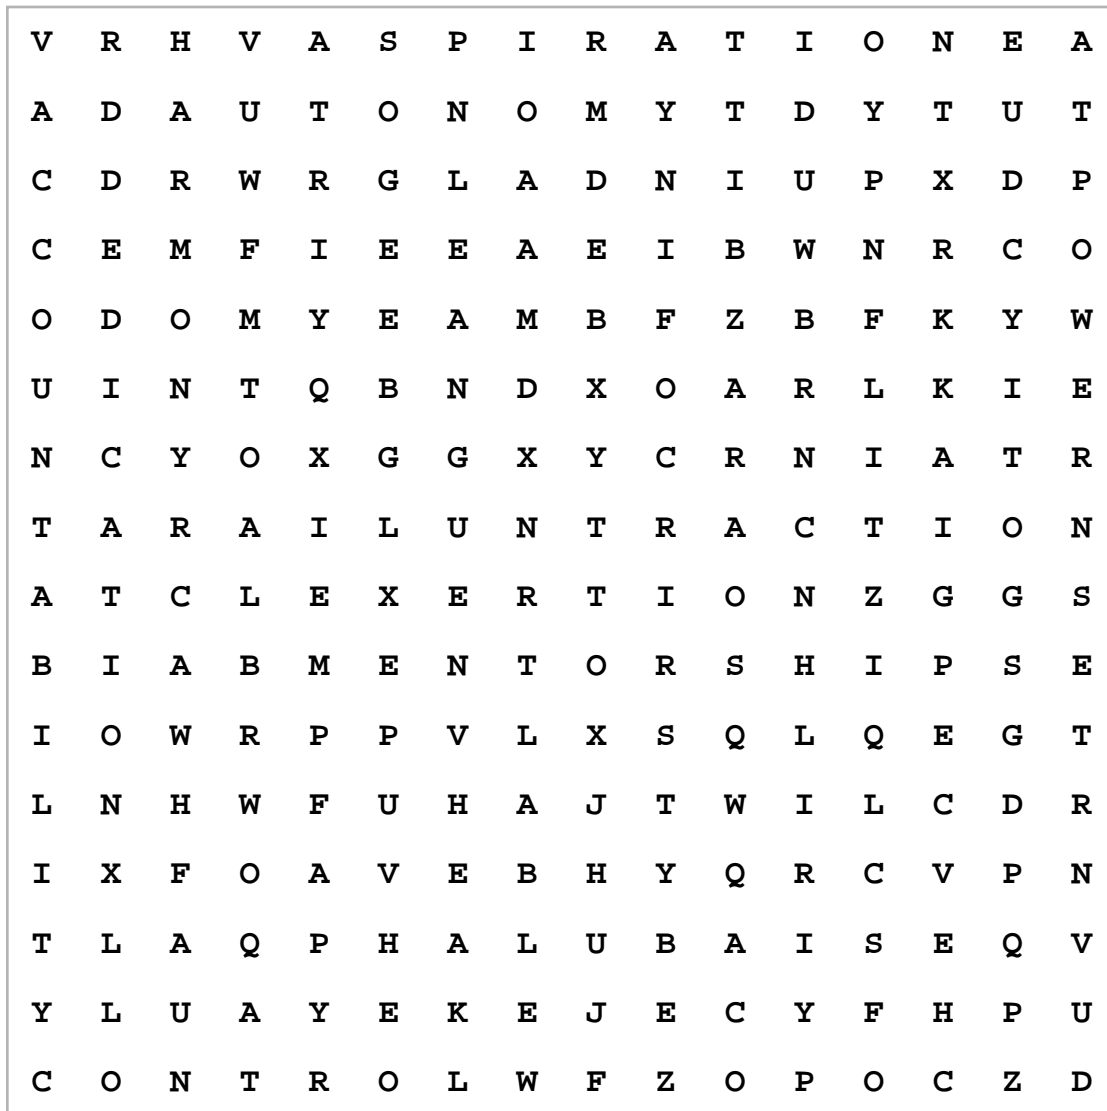 V R H V A S P I R A T I O N E A
A D A U T O N O M Y T D Y T U T
C D R W R G L A D N I U P X D P
C E M F I E E A E I B W N R C O
O D O M Y E A M B F Z B F K Y W
U I N T Q B N D X O A R L K I E
N C Y O X G G X Y C R N I A T R
T A R A I L U N T R A C T I O N
A T C L E X E R T I O N Z G G S
B I A B M E N T O R S H I P S E
I O W R P P V L X S Q L Q E G T
L N H W F U H A J T W I L C D R
I X F O A V E B H Y Q R C V P N
T L A Q P H A L U B A I S E Q V
Y L U A Y E K E J E C Y F H P U
C O N T R O L W F Z O P O C Z D